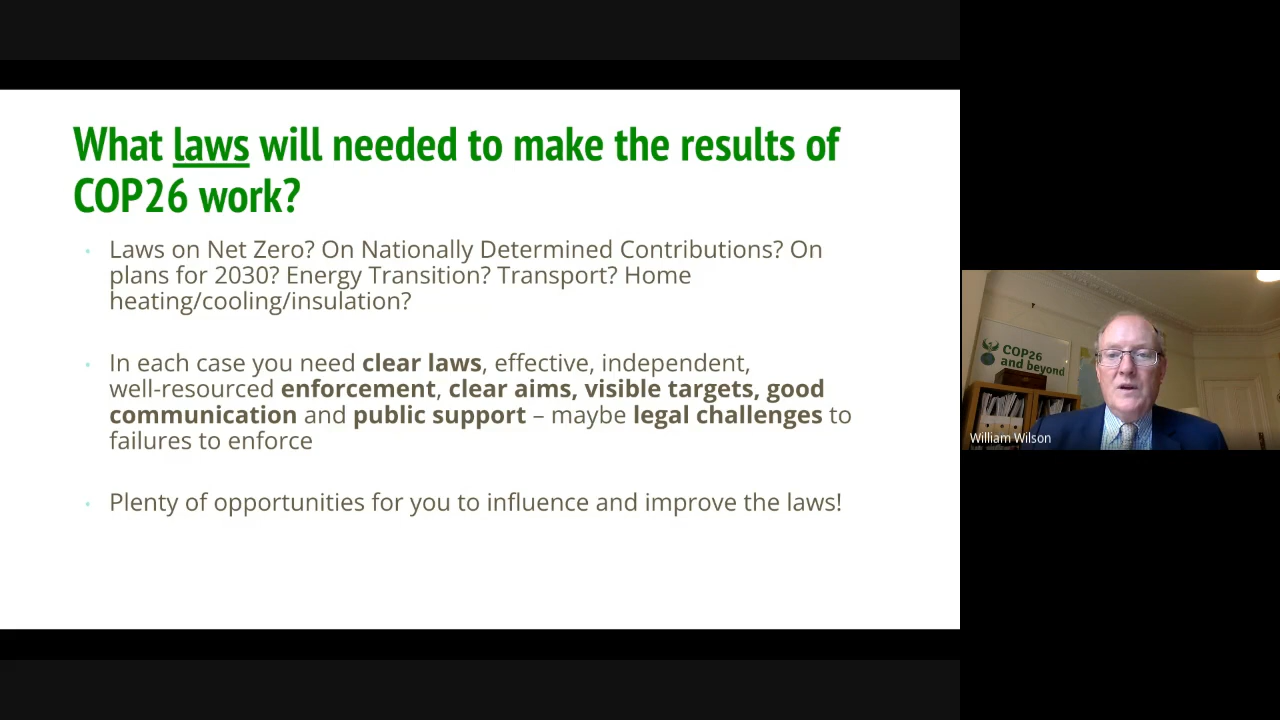 What laws will needed to make the results of
COP26 work?
Laws on Net Zero? On Nationally Determined Contributions? On
plans for 2030? Energy Transition? Transport? Home
heating/cooling/insulation?
In each case you need clear laws, effective, independent,
well-resourced enforcement, clear aims, visible targets, good
communication and public support – maybe legal challenges to
failures to enforce
Plenty of opportunities for you to influence and improve the laws!
COP26
and beyond
William Wilson